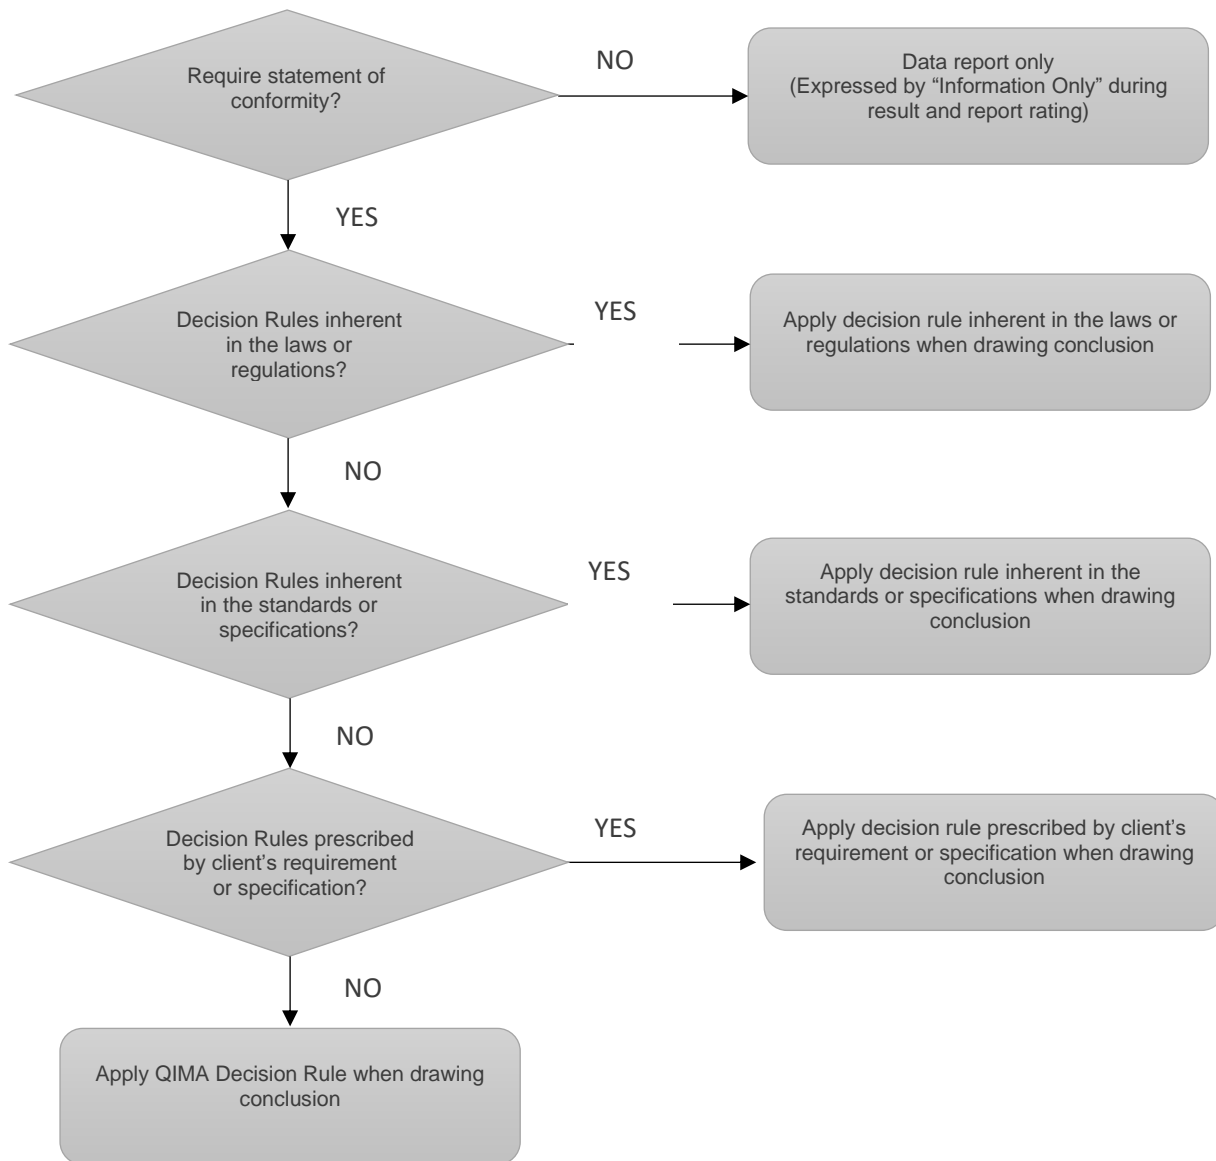 Require statement of
conformity?
NO
Data report only
(Expressed by “Information Only” during
result and report rating)
YES
Decision Rules inherent
in the laws or
regulations?
YES
Apply decision rule inherent in the laws or
regulations when drawing conclusion
NO
Decision Rules inherent
in the standards or
specifications?
YES
Apply decision rule inherent in the
standards or specifications when drawing
conclusion
NO
Decision Rules prescribed
by client’s requirement
or specification?
YES
Apply decision rule prescribed by client’s
requirement or specification when drawing
conclusion
NO
Apply QIMA Decision Rule when drawing
conclusion